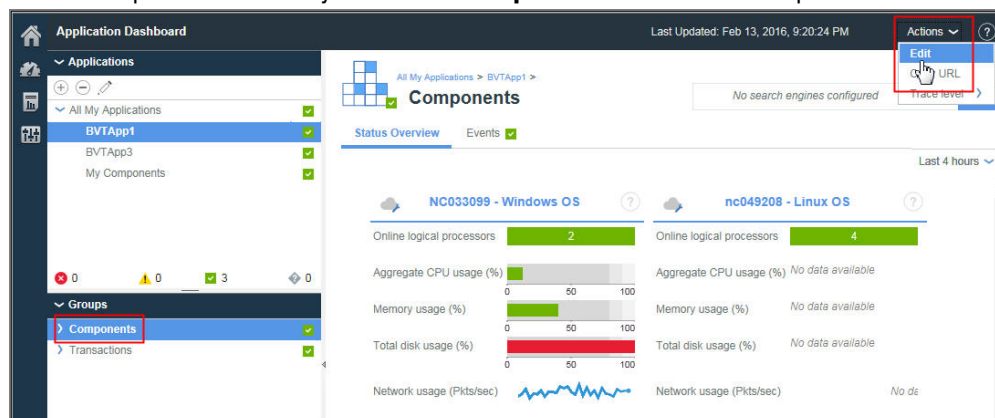 Application Dashboard
Last Updated: Feb 13, 2016, 9:20:24 PM
Actions
?
Edit
URL
Trace level
Applications
All My Applications
BVTApp1
BVTApp3
My Components
0
0
3
0
Groups
Components
Transactions
All My Applications > BVTApp1 >
Components
No search engines configured
Status Overview
Events
Last 4 hours
NC033099 - Windows OS
?
Online logical processors
2
Aggregate CPU usage (%)
0 50 100
Memory usage (%)
0 50 100
Total disk usage (%)
0 50 100
Network usage (Pkts/sec)
nc049208 - Linux OS
?
Online logical processors
4
Aggregate CPU usage (%)
No data available
Memory usage (%)
No data available
Total disk usage (%)
No data available
Network usage (Pkts/sec)
No da